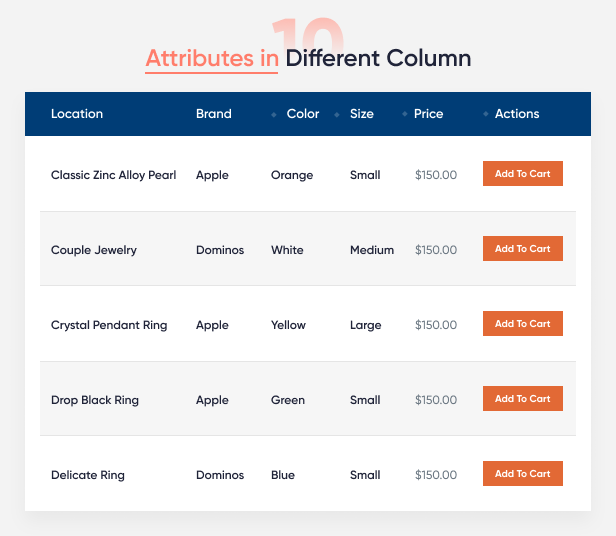 10
Attributes in Different Column
Location Brand Color Size Price Actions
Classic Zinc Alloy Pearl Apple Orange Small $150.00 Add To Cart
Couple Jewelry Dominos White Medium $150.00 Add To Cart
Crystal Pendant Ring Apple Yellow Large $150.00 Add To Cart
Drop Black Ring Apple Green Small $150.00 Add To Cart
Delicate Ring Dominos Blue Small $150.00 Add To Cart